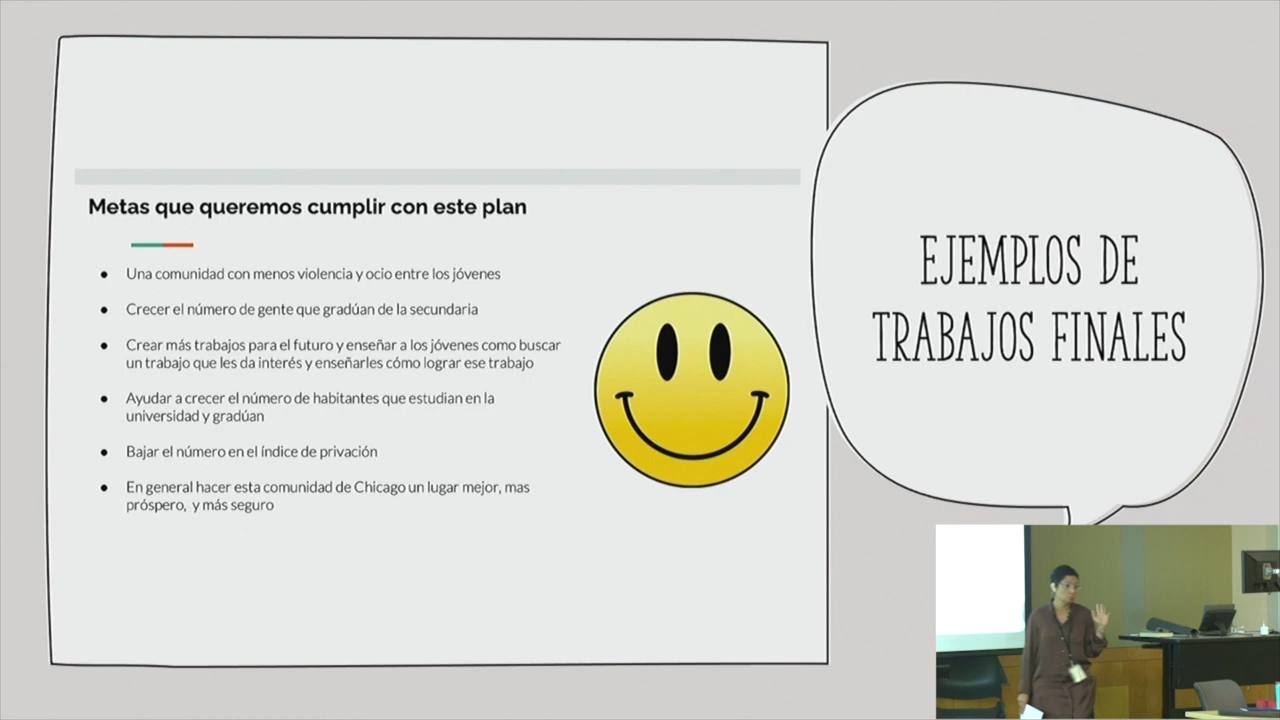 Metas que queremos cumplir con este plan
Una comunidad con menos violencia y ocio entre los jóvenes
Crecer el número de gente que gradúan de la secundaria
Crear más trabajos para el futuro y enseñar a los jóvenes como buscar
un trabajo que les da interés y enseñarles cómo lograr ese trabajo
Ayudar a crecer el número de habitantes que estudian en la
universidad y gradúan
Bajar el número en el índice de privación
En general hacer esta comunidad de Chicago un lugar mejor, mas
próspero, y más seguro
EJEMPLOS DE
TRABAJOS FINALES